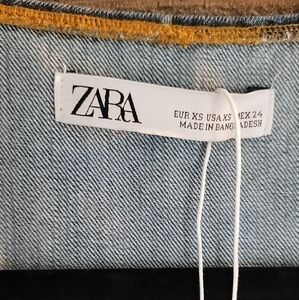 ZARA
EUR XS USA XS MEX 24
MADE IN BANGLADESH